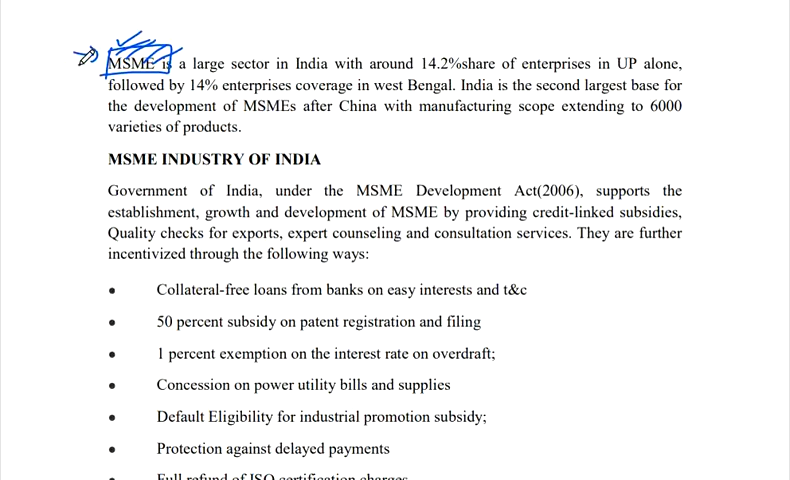 MSME is a large sector in India with around 14.2%share of enterprises in UP alone,
followed by 14% enterprises coverage in west Bengal. India is the second largest base for
the development of MSMEs after China with manufacturing scope extending to 6000
varieties of products.
MSME INDUSTRY OF INDIA
Government of India, under the MSME Development Act(2006), supports the
establishment, growth and development of MSME by providing credit-linked subsidies,
Quality checks for exports, expert counseling and consultation services. They are further
incentivized through the following ways:
• Collateral-free loans from banks on easy interests and t&c
• 50 percent subsidy on patent registration and filing
• 1 percent exemption on the interest rate on overdraft;
• Concession on power utility bills and supplies
• Default Eligibility for industrial promotion subsidy;
• Protection against delayed payments
• Full refund of ISO certification charges